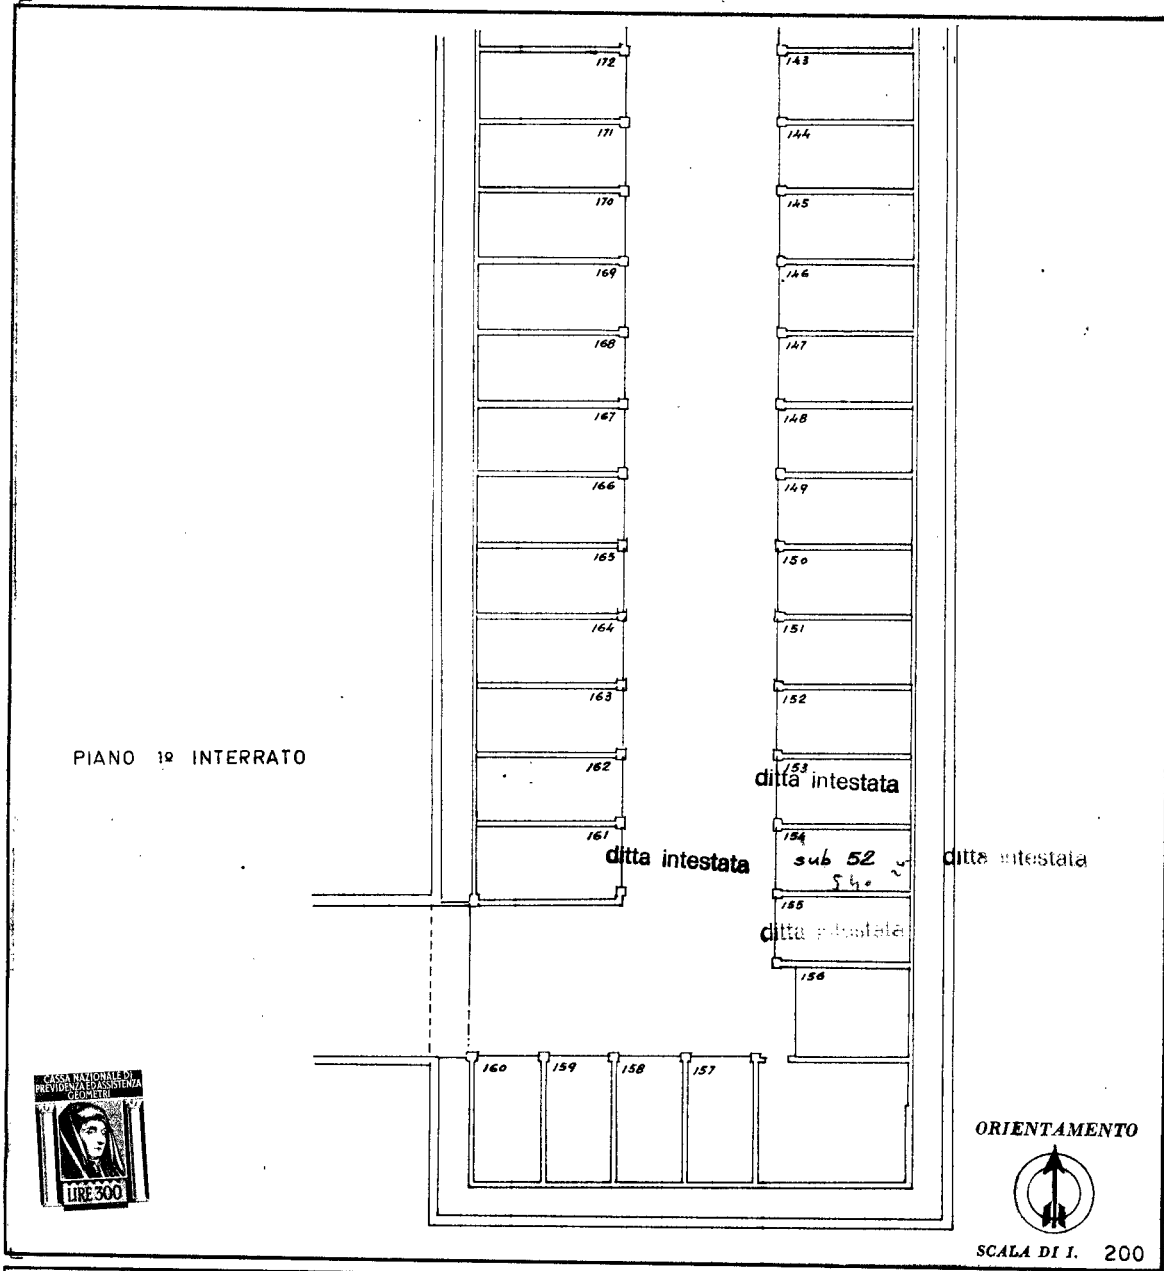 172
143
171
144
170
145
169
146
168
147
167
148
166
149
165
150
164
151
163
152
PIANO 1º INTERRATO
162
153
ditta intestata
161
154
ditta intestata
sub 52
ditta intestata
155
ditta intestata
156
160
159
158
157
CASSA NAZIONALE DI
PREVIDENZA ED ASSISTENZA
GEOMETRI
LIRE 300
ORIENTAMENTO
SCALA DI 1. 200